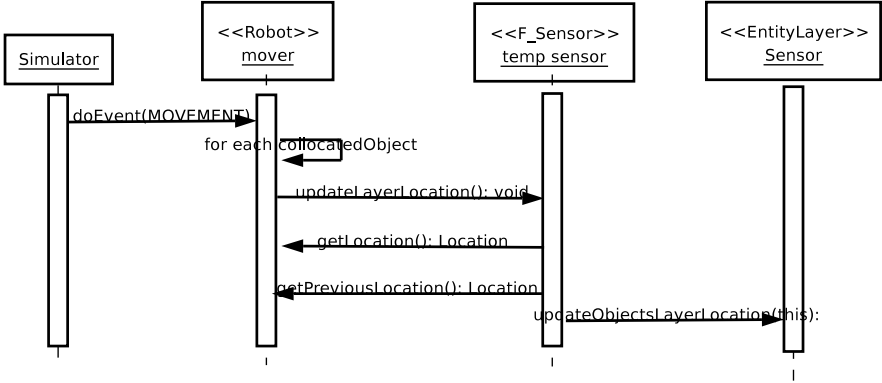 Simulator
<<Robot>>
mover
<<F_Sensor>>
temp sensor
<<EntityLayer>>
Sensor
doEvent(MOVEMENT)
for each collocatedObject
updateLayerLocation(): void
getLocation(): Location
getPreviousLocation(): Location
updateObjectsLayerLocation(this):